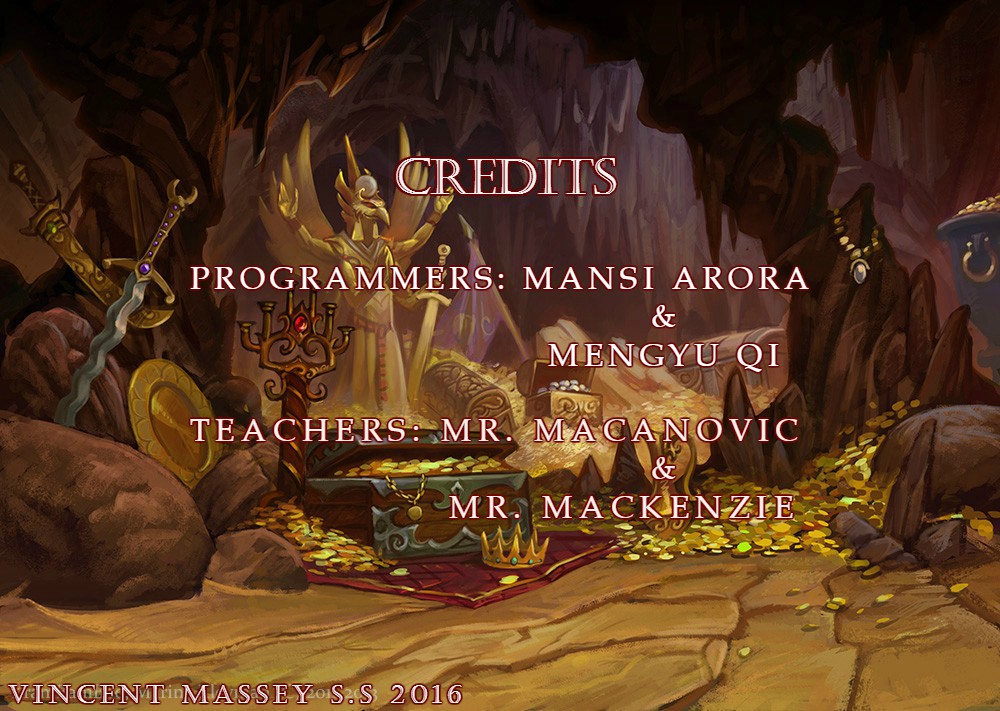 CREDITS
PROGRAMMERS: MANSI ARORA
&
MENGYU QI
TEACHERS: MR. MACANOVIC
&
MR. MACKENZIE
VINCENT MASSEY S.S 2016